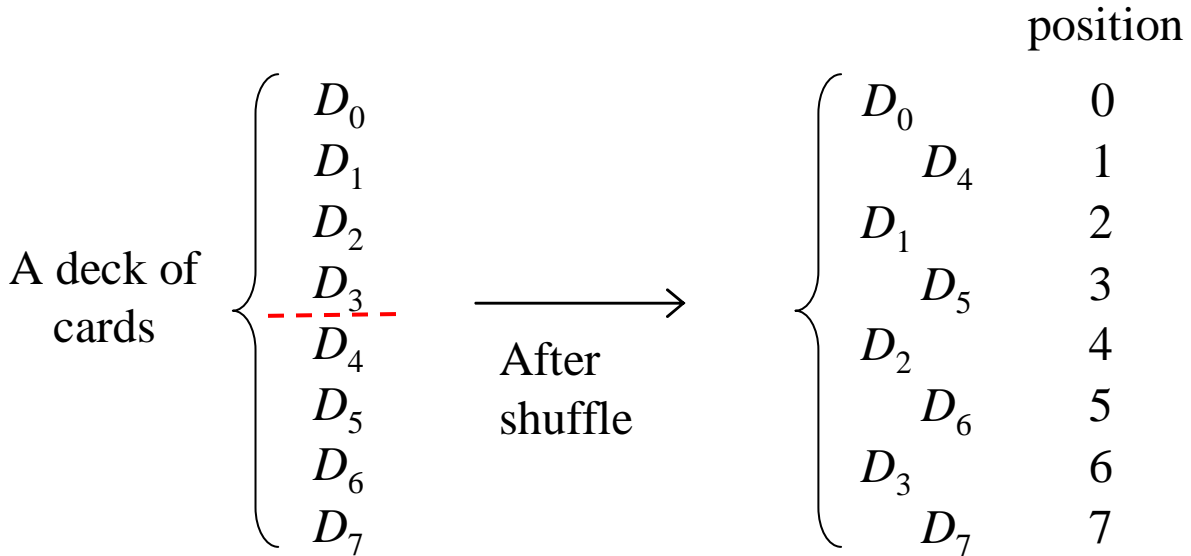 position
D₀ D₀ 0
D₁ D₄ 1
D₂ D₁ 2
A deck of
cards
D₃ D₅ 3
D₄ D₂ 4
After
shuffle
D₅ D₆ 5
D₆ D₃ 6
D₇ D₇ 7